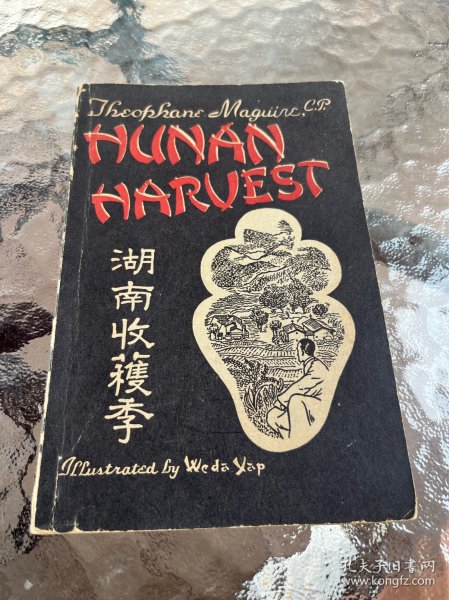 Theophane Maguire, C.P.
HUNAN
HARVEST
湖南收穫季
Illustrated by Weda Yap
孔夫子旧书网
kongfz.com